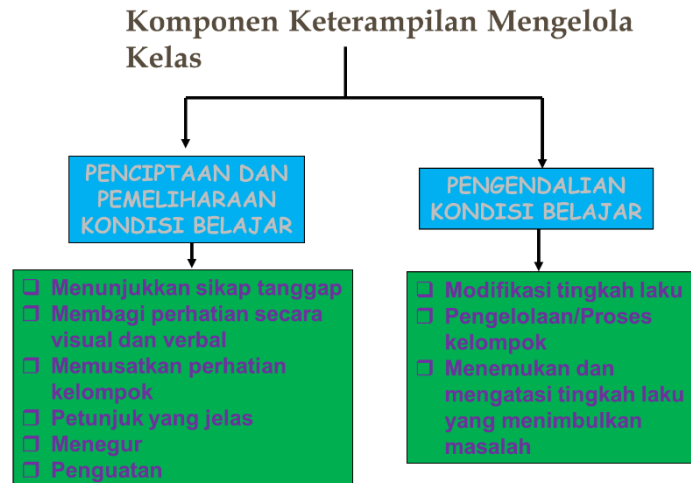 Komponen Keterampilan Mengelola
Kelas
PENCIPTAAN DAN
PEMELIHARAAN
KONDISI BELAJAR
PENGENDALIAN
KONDISI BELAJAR
Menunjukkan sikap tanggap
Membagi perhatian secara
visual dan verbal
Memusatkan perhatian
kelompok
Petunjuk yang jelas
Menegur
Penguatan
Modifikasi tingkah laku
Pengelolaan/Proses
kelompok
Menemukan dan
mengatasi tingkah laku
yang menimbulkan
masalah